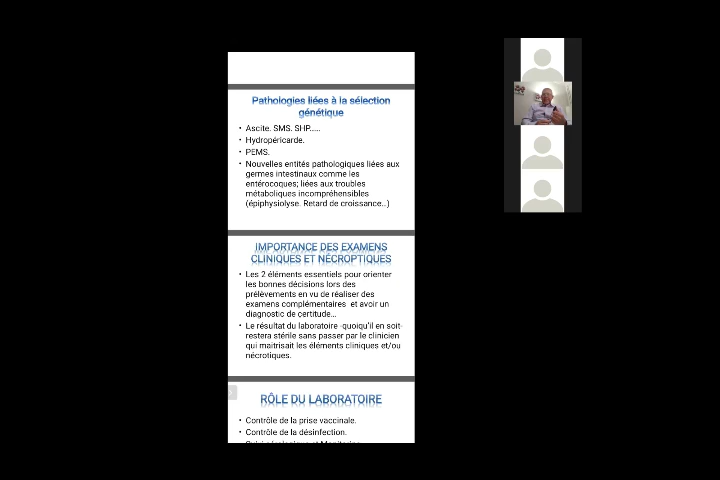 Pathologies liées à la sélection
génétique
• Ascite. SMS. SHP.....
• Hydropéricarde.
• PEMS.
• Nouvelles entités pathologiques liées aux
germes intestinaux comme les
entérocoques; liées aux troubles
métaboliques incompréhensibles
(épiphysiolyse. Retard de croissance…)
IMPORTANCE DES EXAMENS
CLINIQUES ET NÉCROPTIQUES
• Les 2 éléments essentiels pour orienter
les bonnes décisions lors des
prélèvements en vu de réaliser des
examens complémentaires et avoir un
diagnostic de certitude…
• Le résultat du laboratoire -quoiqu'il en soit-
restera stérile sans passer par le clinicien
qui maitrisait les éléments cliniques et/ou
nécrotiques.
RÔLE DU LABORATOIRE
• Contrôle de la prise vaccinale.
• Contrôle de la désinfection.